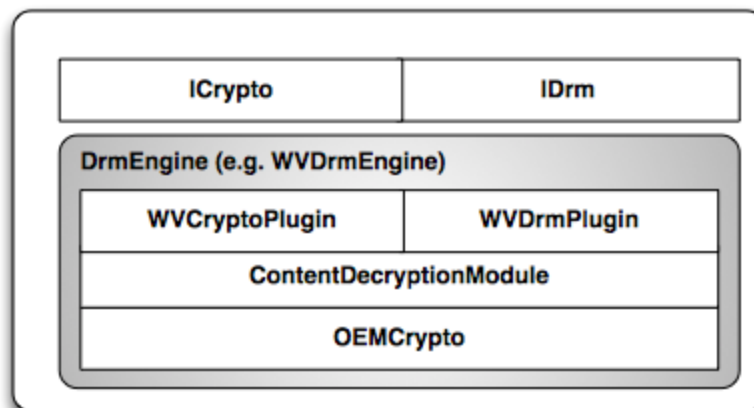 ICrypto IDrm
DrmEngine (e.g. WVDrmEngine)
WVCryptoPlugin WVDrmPlugin
ContentDecryptionModule
OEMCrypto